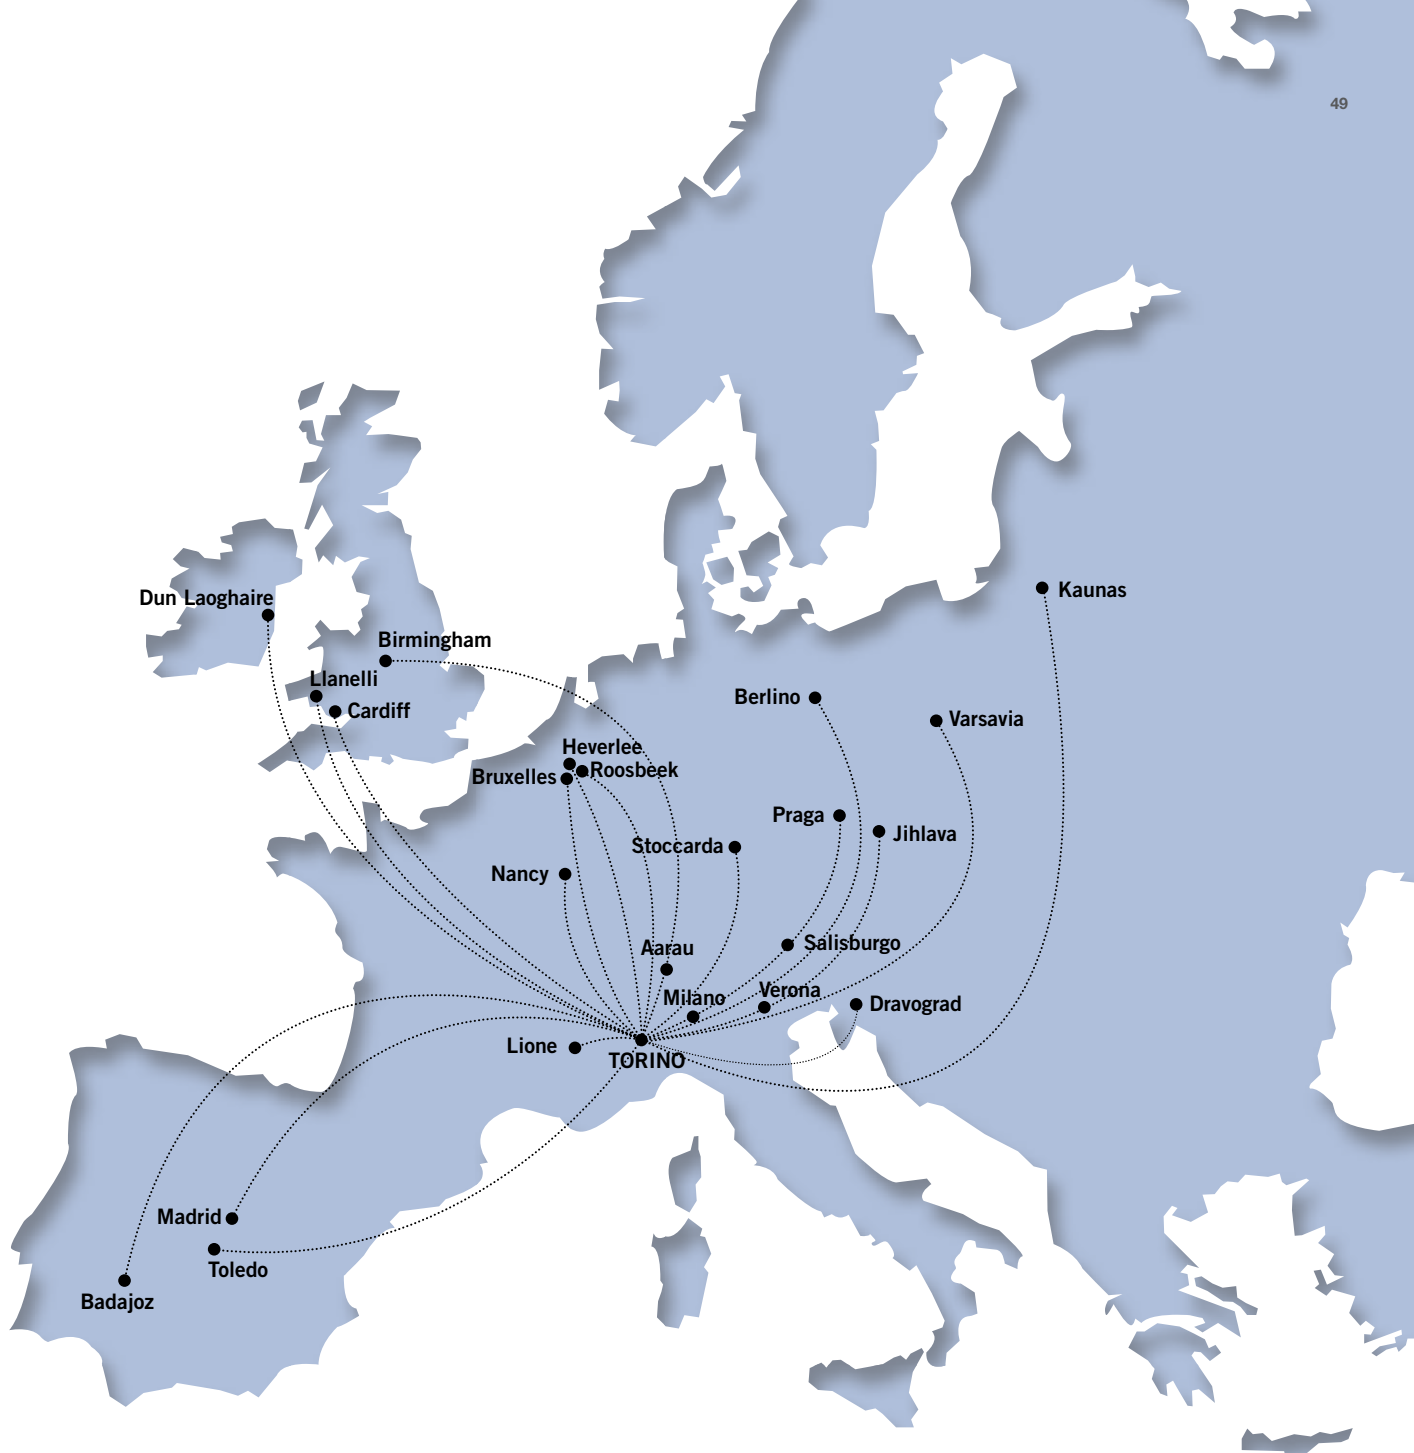 49
Kaunas
Dun Laoghaire
Birmingham
Llanelli
Cardiff
Berlino
Varsavia
Heverlee
Roosbeek
Bruxelles
Praga
Jihlava
Stoccarda
Nancy
Salisburgo
Aarau
Verona
Milano
Dravograd
Lione
TORINO
Madrid
Toledo
Badajoz